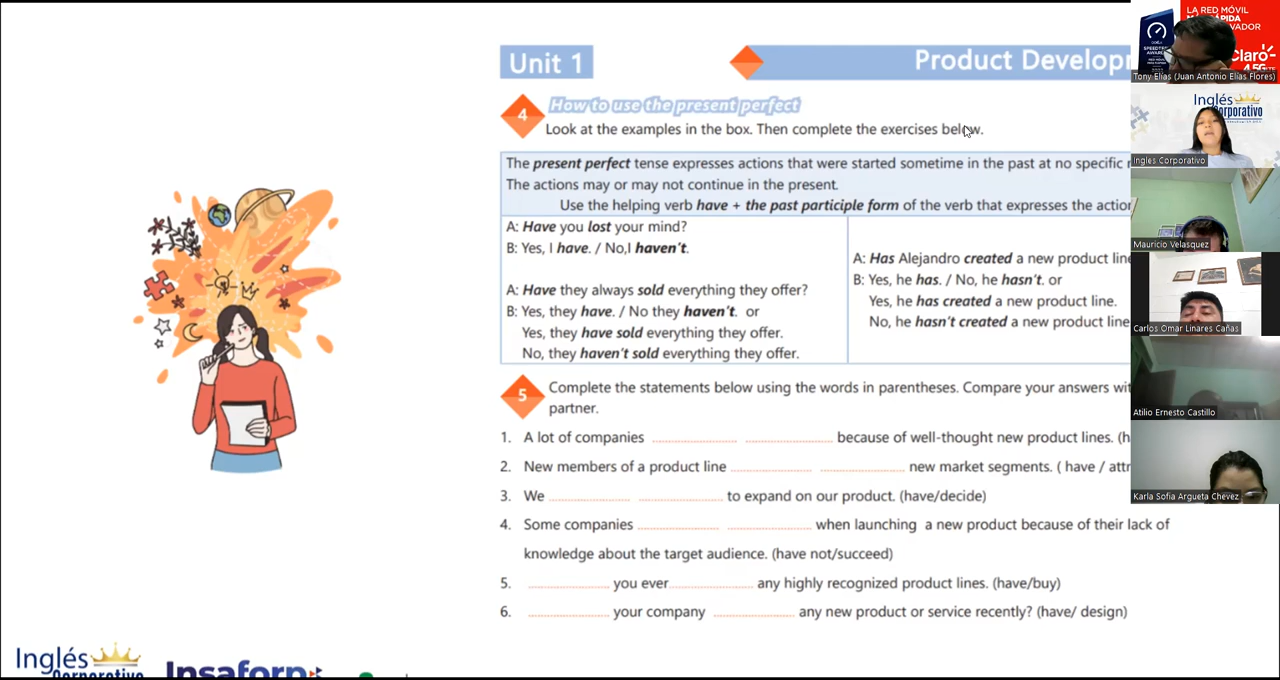 Unit 1
Product Develop
4
How to use the present perfect
Look at the examples in the box. Then complete the exercises below.
The present perfect tense expresses actions that were started sometime in the past at no specific
The actions may or may not continue in the present.
Use the helping verb have + the past participle form of the verb that expresses the action
A: Have you lost your mind?
B: Yes, I have. / No,I haven't.
A: Have they always sold everything they offer?
B: Yes, they have. / No they haven't. or
Yes, they have sold everything they offer.
No, they haven't sold everything they offer.
A: Has Alejandro created a new product line
B: Yes, he has. / No, he hasn't. or
Yes, he has created a new product line.
No, he hasn't created a new product line
5
Complete the statements below using the words in parentheses. Compare your answers
partner.
1. A lot of companies ........ ........ because of well-thought new product lines. (h
2. New members of a product line ........ ........ new market segments. ( have / attr
3. We ........ ........ to expand on our product. (have/decide)
4. Some companies ........ ........ when launching a new product because of their lack of
knowledge about the target audience. (have not/succeed)
5. ........ you ever ........ any highly recognized product lines. (have/buy)
6. ........ your company ........ any new product or service recently? (have/ design)
Inglés
Corporativo
Insaforp
LA RED MÓVIL
Claro
4.5G
Tony Elías (Juan Antonio Elías Flores)
Inglés
Corporativo
Ingles Corporativo
Mauricio Velasquez
Carlos Omar Linares Cañas
Atilio Ernesto Castillo
Karla Sofia Argueta Chevez